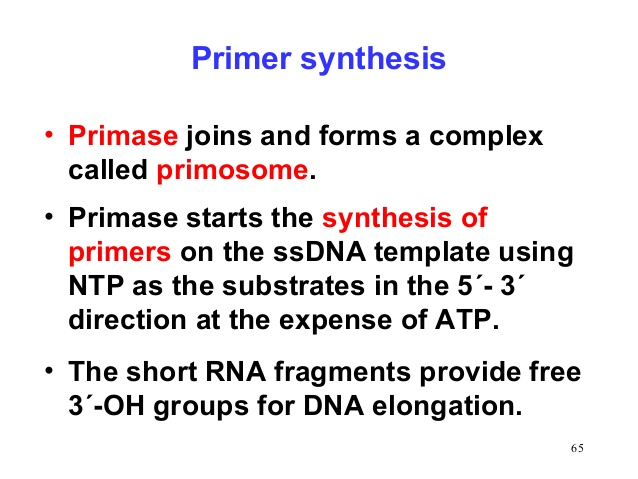 Primer synthesis
• Primase joins and forms a complex
called primosome.
• Primase starts the synthesis of
primers on the ssDNA template using
NTP as the substrates in the 5´- 3´
direction at the expense of ATP.
• The short RNA fragments provide free
3´-OH groups for DNA elongation.
65